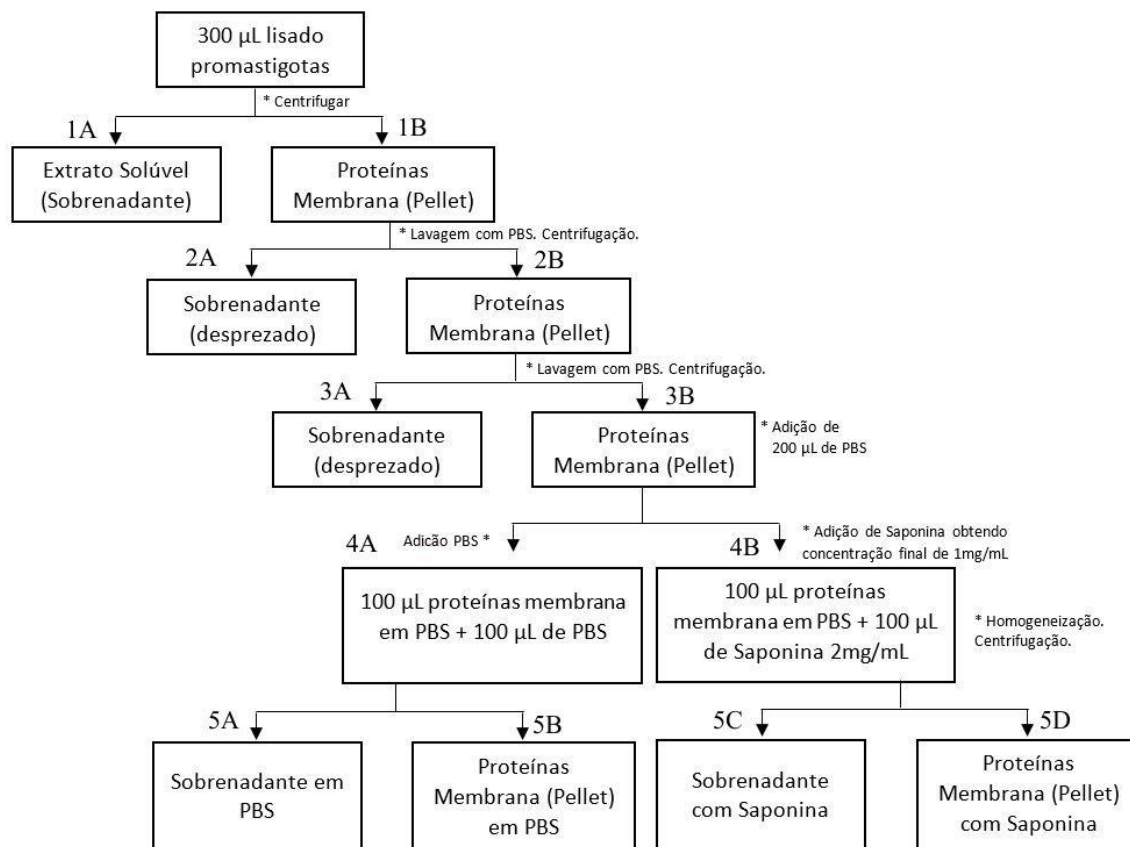 300 µL lisado
promastigotas
* Centrifugar
1A
1B
Extrato Solúvel
(Sobrenadante)
Proteínas
Membrana (Pellet)
* Lavagem com PBS. Centrifugação.
2A
2B
Sobrenadante
(desprezado)
Proteínas
Membrana (Pellet)
* Lavagem com PBS. Centrifugação.
3A
3B
Sobrenadante
(desprezado)
Proteínas
Membrana (Pellet)
* Adição de
200 µL de PBS
4A
Adicão PBS *
4B
* Adição de Saponina obtendo
concentração final de 1mg/mL
100 µL proteínas membrana
em PBS + 100 µL de PBS
100 µL proteínas
membrana em PBS + 100 µL
de Saponina 2mg/mL
* Homogeneização.
Centrifugação.
5A
5B
5C
5D
Sobrenadante em
PBS
Proteínas
Membrana (Pellet)
em PBS
Sobrenadante
com Saponina
Proteínas
Membrana (Pellet)
com Saponina